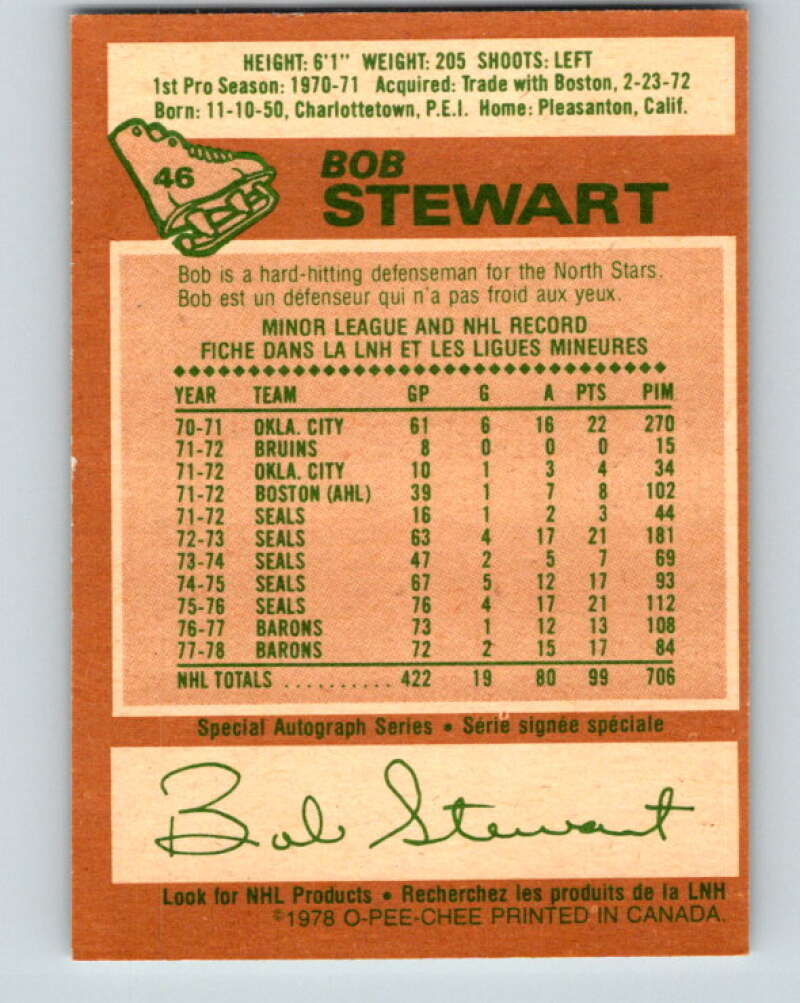 HEIGHT: 6'1" WEIGHT: 205 SHOOTS: LEFT
1st Pro Season: 1970-71 Acquired: Trade with Boston, 2-23-72
Born: 11-10-50, Charlottetown, P.E.I. Home: Pleasanton, Calif.
46
BOB
STEWART
Bob is a hard-hitting defenseman for the North Stars.
Bob est un défenseur qui n'a pas froid aux yeux.
MINOR LEAGUE AND NHL RECORD
FICHE DANS LA LNH ET LES LIGUES MINEURES
YEAR TEAM GP G A PTS PIM
70-71 OKLA. CITY 61 6 16 22 270
71-72 BRUINS 8 0 0 0 15
71-72 OKLA. CITY 10 1 3 4 34
71-72 BOSTON (AHL) 39 1 7 8 102
71-72 SEALS 16 1 2 3 44
72-73 SEALS 63 4 17 21 181
73-74 SEALS 47 2 5 7 69
74-75 SEALS 67 5 12 17 93
75-76 SEALS 76 4 17 21 112
76-77 BARONS 73 1 12 13 108
77-78 BARONS 72 2 15 17 84
NHL TOTALS .......... 422 19 80 99 706
Special Autograph Series • Série signée spéciale
Bob Stewart
Look for NHL Products • Recherchez les produits de la LNH
©1978 O-PEE-CHEE PRINTED IN CANADA.